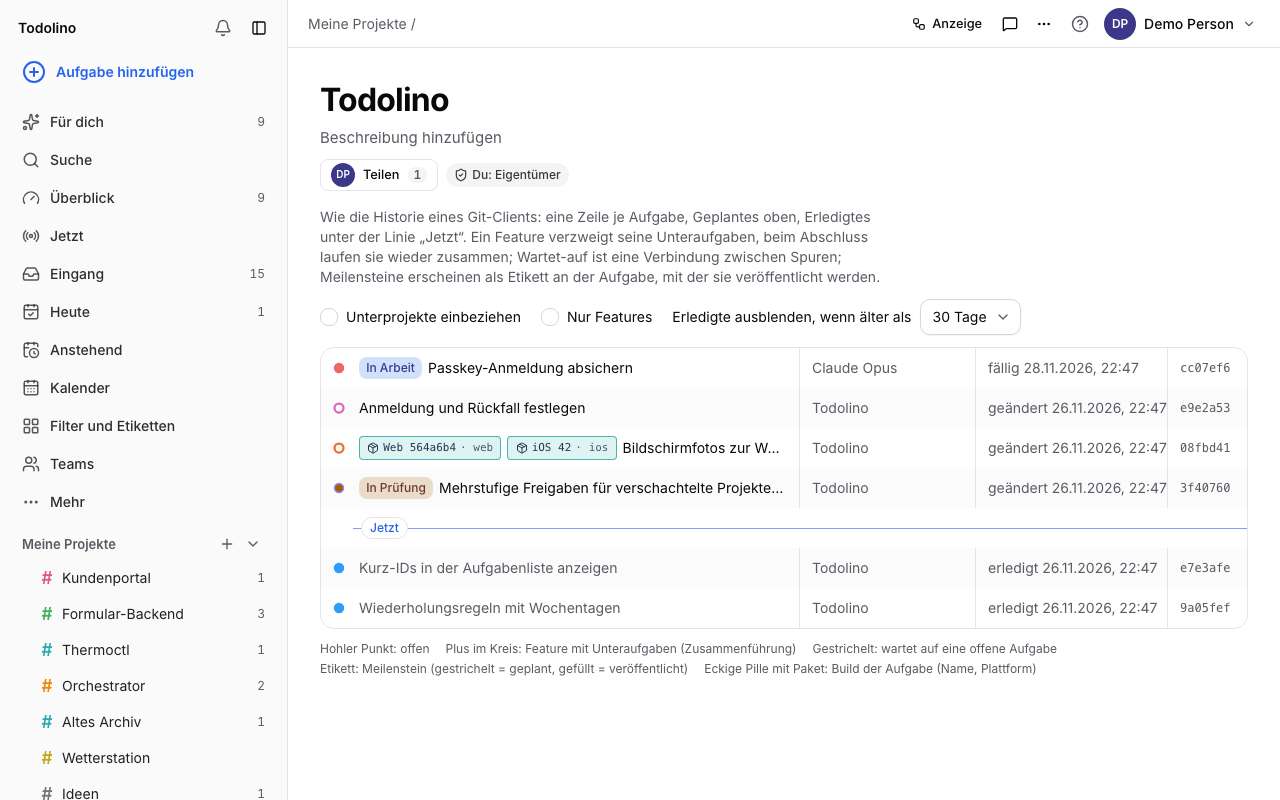 Todolino
Aufgabe hinzufügen
Für dich 9
Suche
Überblick 9
Jetzt
Eingang 15
Heute 1
Anstehend
Kalender
Filter und Etiketten
Teams
Mehr
Meine Projekte
# Kundenportal 1
# Formular-Backend 3
# Thermoctl 1
# Orchestrator 2
# Altes Archiv 1
# Wetterstation
# Ideen 1
Meine Projekte /
Anzeige
DP Demo Person
Todolino
Beschreibung hinzufügen
DP Teilen 1 Du: Eigentümer
Wie die Historie eines Git-Clients: eine Zeile je Aufgabe, Geplantes oben, Erledigtes
unter der Linie „Jetzt“. Ein Feature verzweigt seine Unteraufgaben, beim Abschluss
laufen sie wieder zusammen; Wartet-auf ist eine Verbindung zwischen Spuren;
Meilensteine erscheinen als Etikett an der Aufgabe, mit der sie veröffentlicht werden.
Unterprojekte einbeziehen Nur Features Erledigte ausblenden, wenn älter als 30 Tage
In Arbeit Passkey-Anmeldung absichern Claude Opus fällig 28.11.2026, 22:47 cc07ef6
Anmeldung und Rückfall festlegen Todolino geändert 26.11.2026, 22:47 e9e2a53
Web 564a6b4 · web iOS 42 · ios Bildschirmfotos zur W... Todolino geändert 26.11.2026, 22:47 08fbd41
In Prüfung Mehrstufige Freigaben für verschachtelte Projekte... Todolino geändert 26.11.2026, 22:47 3f40760
Jetzt
Kurz-IDs in der Aufgabenliste anzeigen Todolino erledigt 26.11.2026, 22:47 e7e3afe
Wiederholungsregeln mit Wochentagen Todolino erledigt 26.11.2026, 22:47 9a05fef
Hohler Punkt: offen Plus im Kreis: Feature mit Unteraufgaben (Zusammenführung) Gestrichelt: wartet auf eine offene Aufgabe
Etikett: Meilenstein (gestrichelt = geplant, gefüllt = veröffentlicht) Eckige Pille mit Paket: Build der Aufgabe (Name, Plattform)